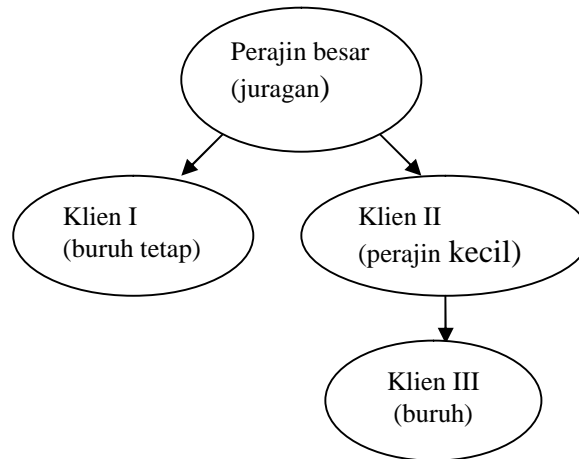 Perajin besar
(juragan)
Klien I
(buruh tetap)
Klien II
(perajin kecil)
Klien III
(buruh)